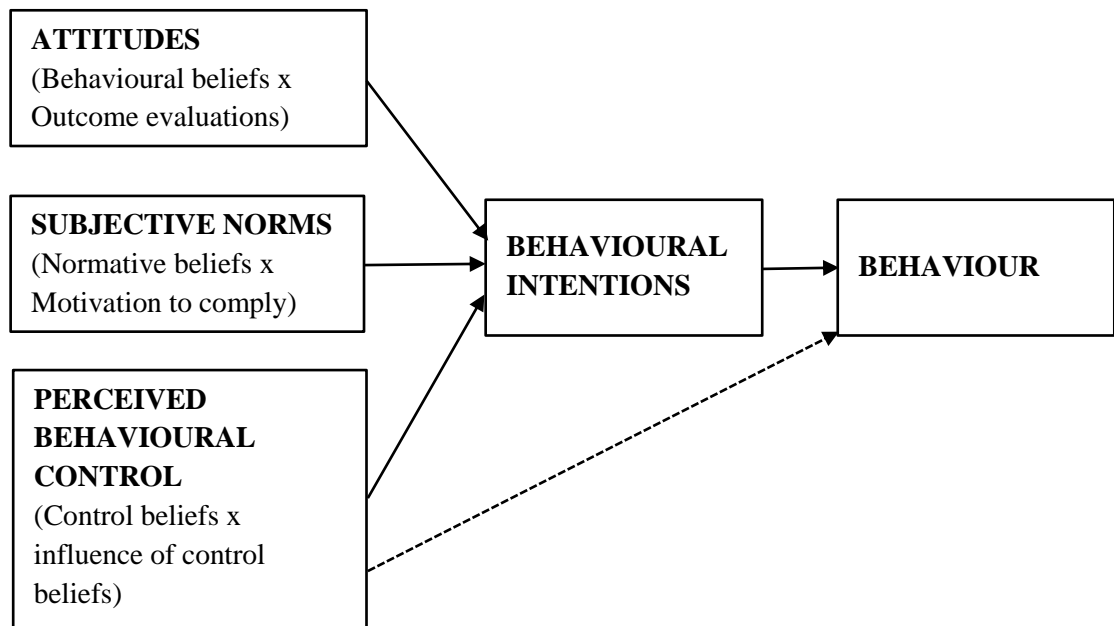 ATTITUDES
(Behavioural beliefs x
Outcome evaluations)
SUBJECTIVE NORMS
(Normative beliefs x
Motivation to comply)
PERCEIVED
BEHAVIOURAL
CONTROL
(Control beliefs x
influence of control
beliefs)
BEHAVIOURAL
INTENTIONS
BEHAVIOUR